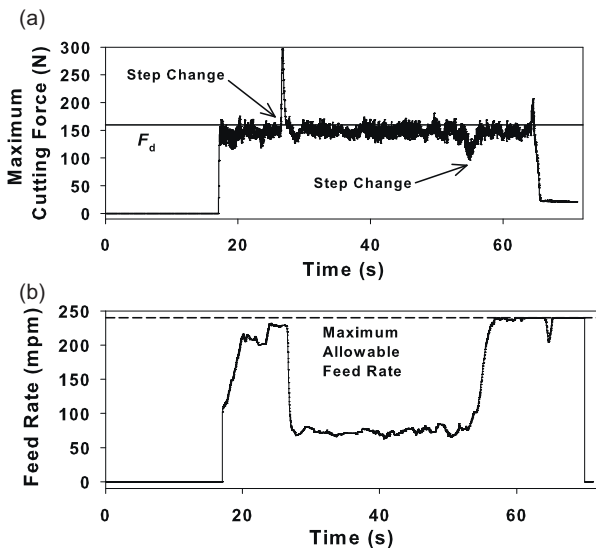 (a)
300
250
200
150
100
50
0
Maximum
Cutting Force (N)
Step Change
F_d
Step Change
0 20 40 60
Time (s)
(b)
250
200
150
100
50
0
Feed Rate (mpm)
Maximum
Allowable
Feed Rate
0 20 40 60
Time (s)